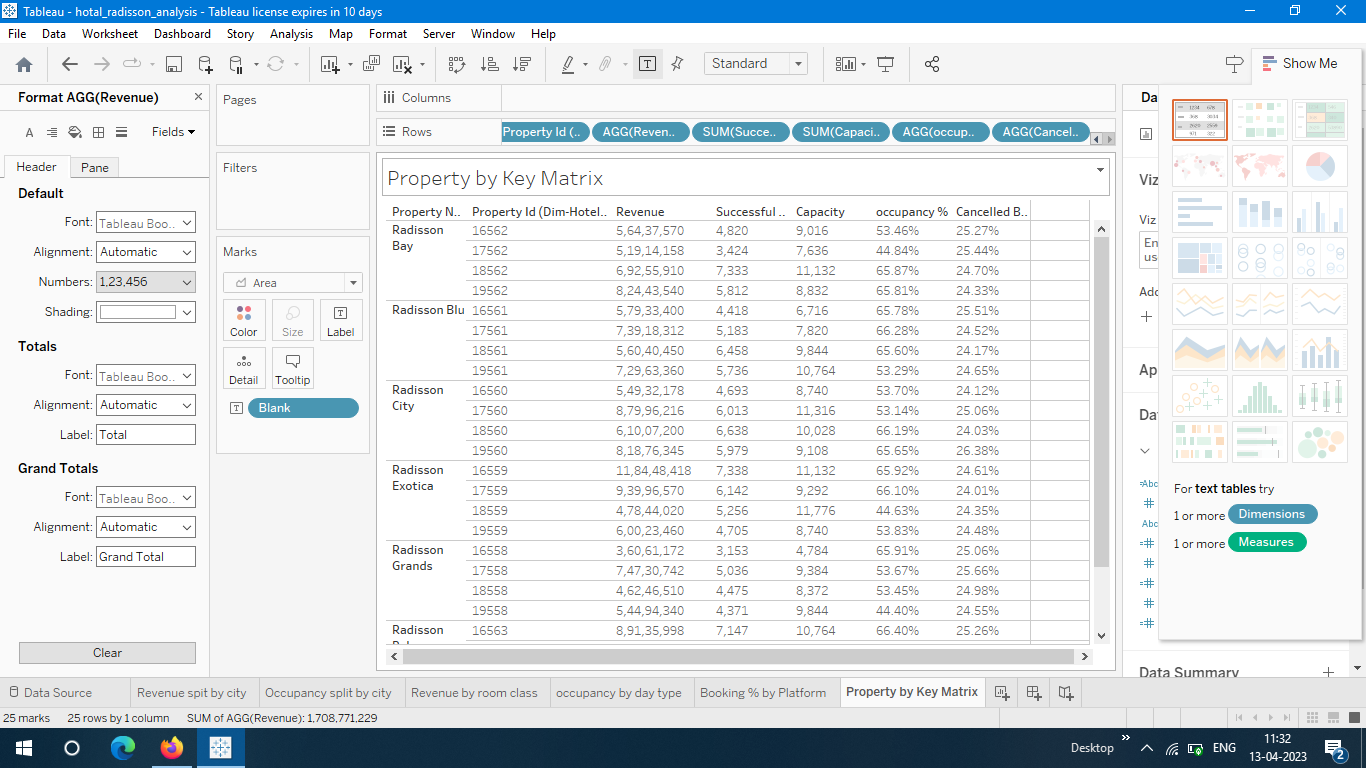 Tableau - hotal_radisson_analysis - Tableau license expires in 10 days
File Data Worksheet Dashboard Story Analysis Map Format Server Window Help
Standard
Show Me
Format AGG(Revenue)
Fields
Header Pane
Default
Font: Tableau Boo..
Alignment: Automatic
Numbers: 1,23,456
Shading:
Totals
Font: Tableau Boo..
Alignment: Automatic
Label: Total
Grand Totals
Font: Tableau Boo..
Alignment: Automatic
Label: Grand Total
Clear
Pages
Filters
Marks
Area
Color Size Label
Detail Tooltip
Blank
Columns
Rows Property Id (.. AGG(Reven.. SUM(Succe.. SUM(Capaci.. AGG(occup.. AGG(Cancel..
Property by Key Matrix
Property N.. Property Id (Dim-Hotel.. Revenue Successful .. Capacity occupancy % Cancelled B..
Radisson Bay 16562 5,64,37,570 4,820 9,016 53.46% 25.27%
17562 5,19,14,158 3,424 7,636 44.84% 25.44%
18562 6,92,55,910 7,333 11,132 65.87% 24.70%
19562 8,24,43,540 5,812 8,832 65.81% 24.33%
Radisson Blu 16561 5,79,33,400 4,418 6,716 65.78% 25.51%
17561 7,39,18,312 5,183 7,820 66.28% 24.52%
18561 5,60,40,450 6,458 9,844 65.60% 24.17%
19561 7,29,63,360 5,736 10,764 53.29% 24.65%
Radisson City 16560 5,49,32,178 4,693 8,740 53.70% 24.12%
17560 8,79,96,216 6,013 11,316 53.14% 25.06%
18560 6,10,07,200 6,638 10,028 66.19% 24.03%
19560 8,18,76,345 5,979 9,108 65.65% 26.38%
Radisson Exotica 16559 11,84,48,418 7,338 11,132 65.92% 24.61%
17559 9,39,96,570 6,142 9,292 66.10% 24.01%
18559 4,78,44,020 5,256 11,776 44.63% 24.35%
19559 6,00,23,460 4,705 8,740 53.83% 24.48%
Radisson Grands 16558 3,60,61,172 3,153 4,784 65.91% 25.06%
17558 7,47,30,742 5,036 9,384 53.67% 25.66%
18558 4,62,46,510 4,475 8,372 53.45% 24.98%
19558 5,44,94,340 4,371 9,844 44.40% 24.55%
Radisson 16563 8,91,35,998 7,147 10,764 66.40% 25.26%
Da
Viz
Viz
En
us
Adc
Ap
Dat
Abc
Abc
Data Summary
For text tables try
1 or more Dimensions
1 or more Measures
Data Source Revenue spit by city Occupancy split by city Revenue by room class occupancy by day type Booking % by Platform Property by Key Matrix
25 marks 25 rows by 1 column SUM of AGG(Revenue): 1,708,771,229
Desktop ENG 11:32
13-04-2023
2